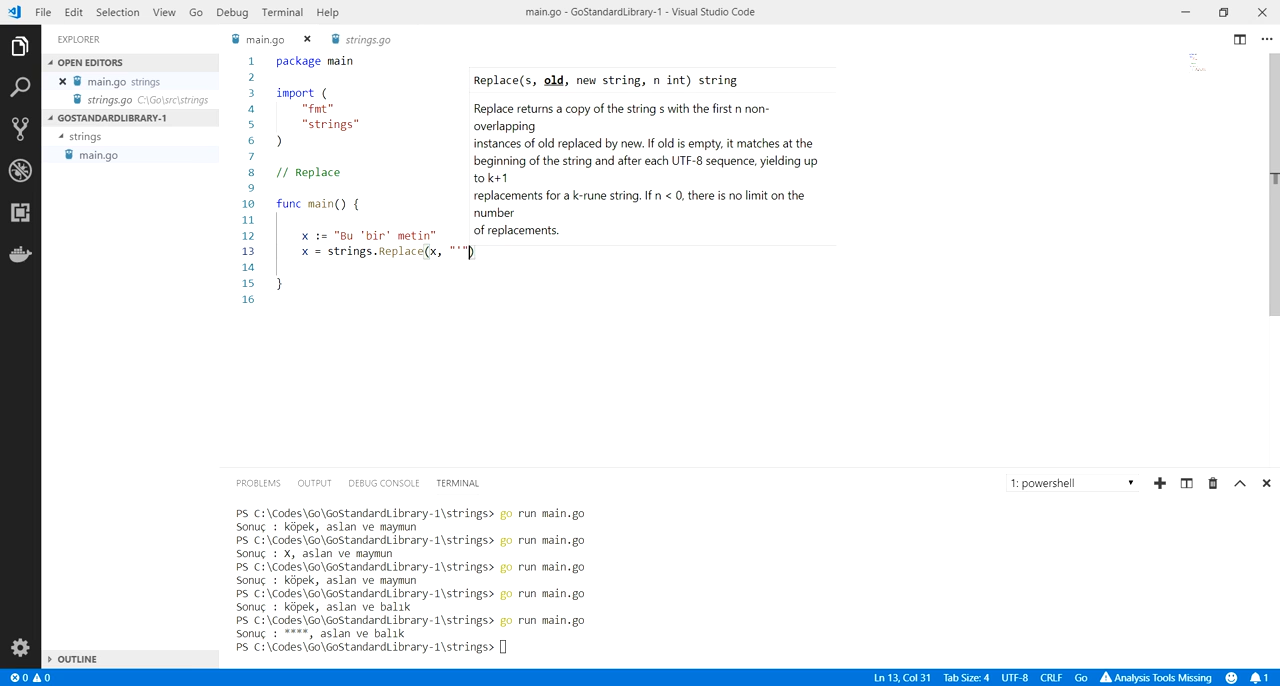 File Edit Selection View Go Debug Terminal Help
main.go - GoStandardLibrary-1 - Visual Studio Code
EXPLORER
OPEN EDITORS
main.go strings
strings.go C:\Go\src\strings
GOSTANDARDLIBRARY-1
strings
main.go
OUTLINE
main.go
strings.go
1 package main
2
3 import (
4 "fmt"
5 "strings"
6 )
7
8 // Replace
9
10 func main() {
11
12 x := "Bu 'bir' metin"
13 x = strings.Replace(x, "'")
14
15 }
16
Replace(s, old, new string, n int) string
Replace returns a copy of the string s with the first n non-
overlapping
instances of old replaced by new. If old is empty, it matches at the
beginning of the string and after each UTF-8 sequence, yielding up
to k+1
replacements for a k-rune string. If n < 0, there is no limit on the
number
of replacements.
PROBLEMS OUTPUT DEBUG CONSOLE TERMINAL
1: powershell
PS C:\Codes\Go\GoStandardLibrary-1\strings> go run main.go
Sonuç : köpek, aslan ve maymun
PS C:\Codes\Go\GoStandardLibrary-1\strings> go run main.go
Sonuç : X, aslan ve maymun
PS C:\Codes\Go\GoStandardLibrary-1\strings> go run main.go
Sonuç : köpek, aslan ve maymun
PS C:\Codes\Go\GoStandardLibrary-1\strings> go run main.go
Sonuç : köpek, aslan ve balık
PS C:\Codes\Go\GoStandardLibrary-1\strings> go run main.go
Sonuç : ****, aslan ve balık
PS C:\Codes\Go\GoStandardLibrary-1\strings>
0 0
Ln 13, Col 31 Tab Size: 4 UTF-8 CRLF Go Analysis Tools Missing 1